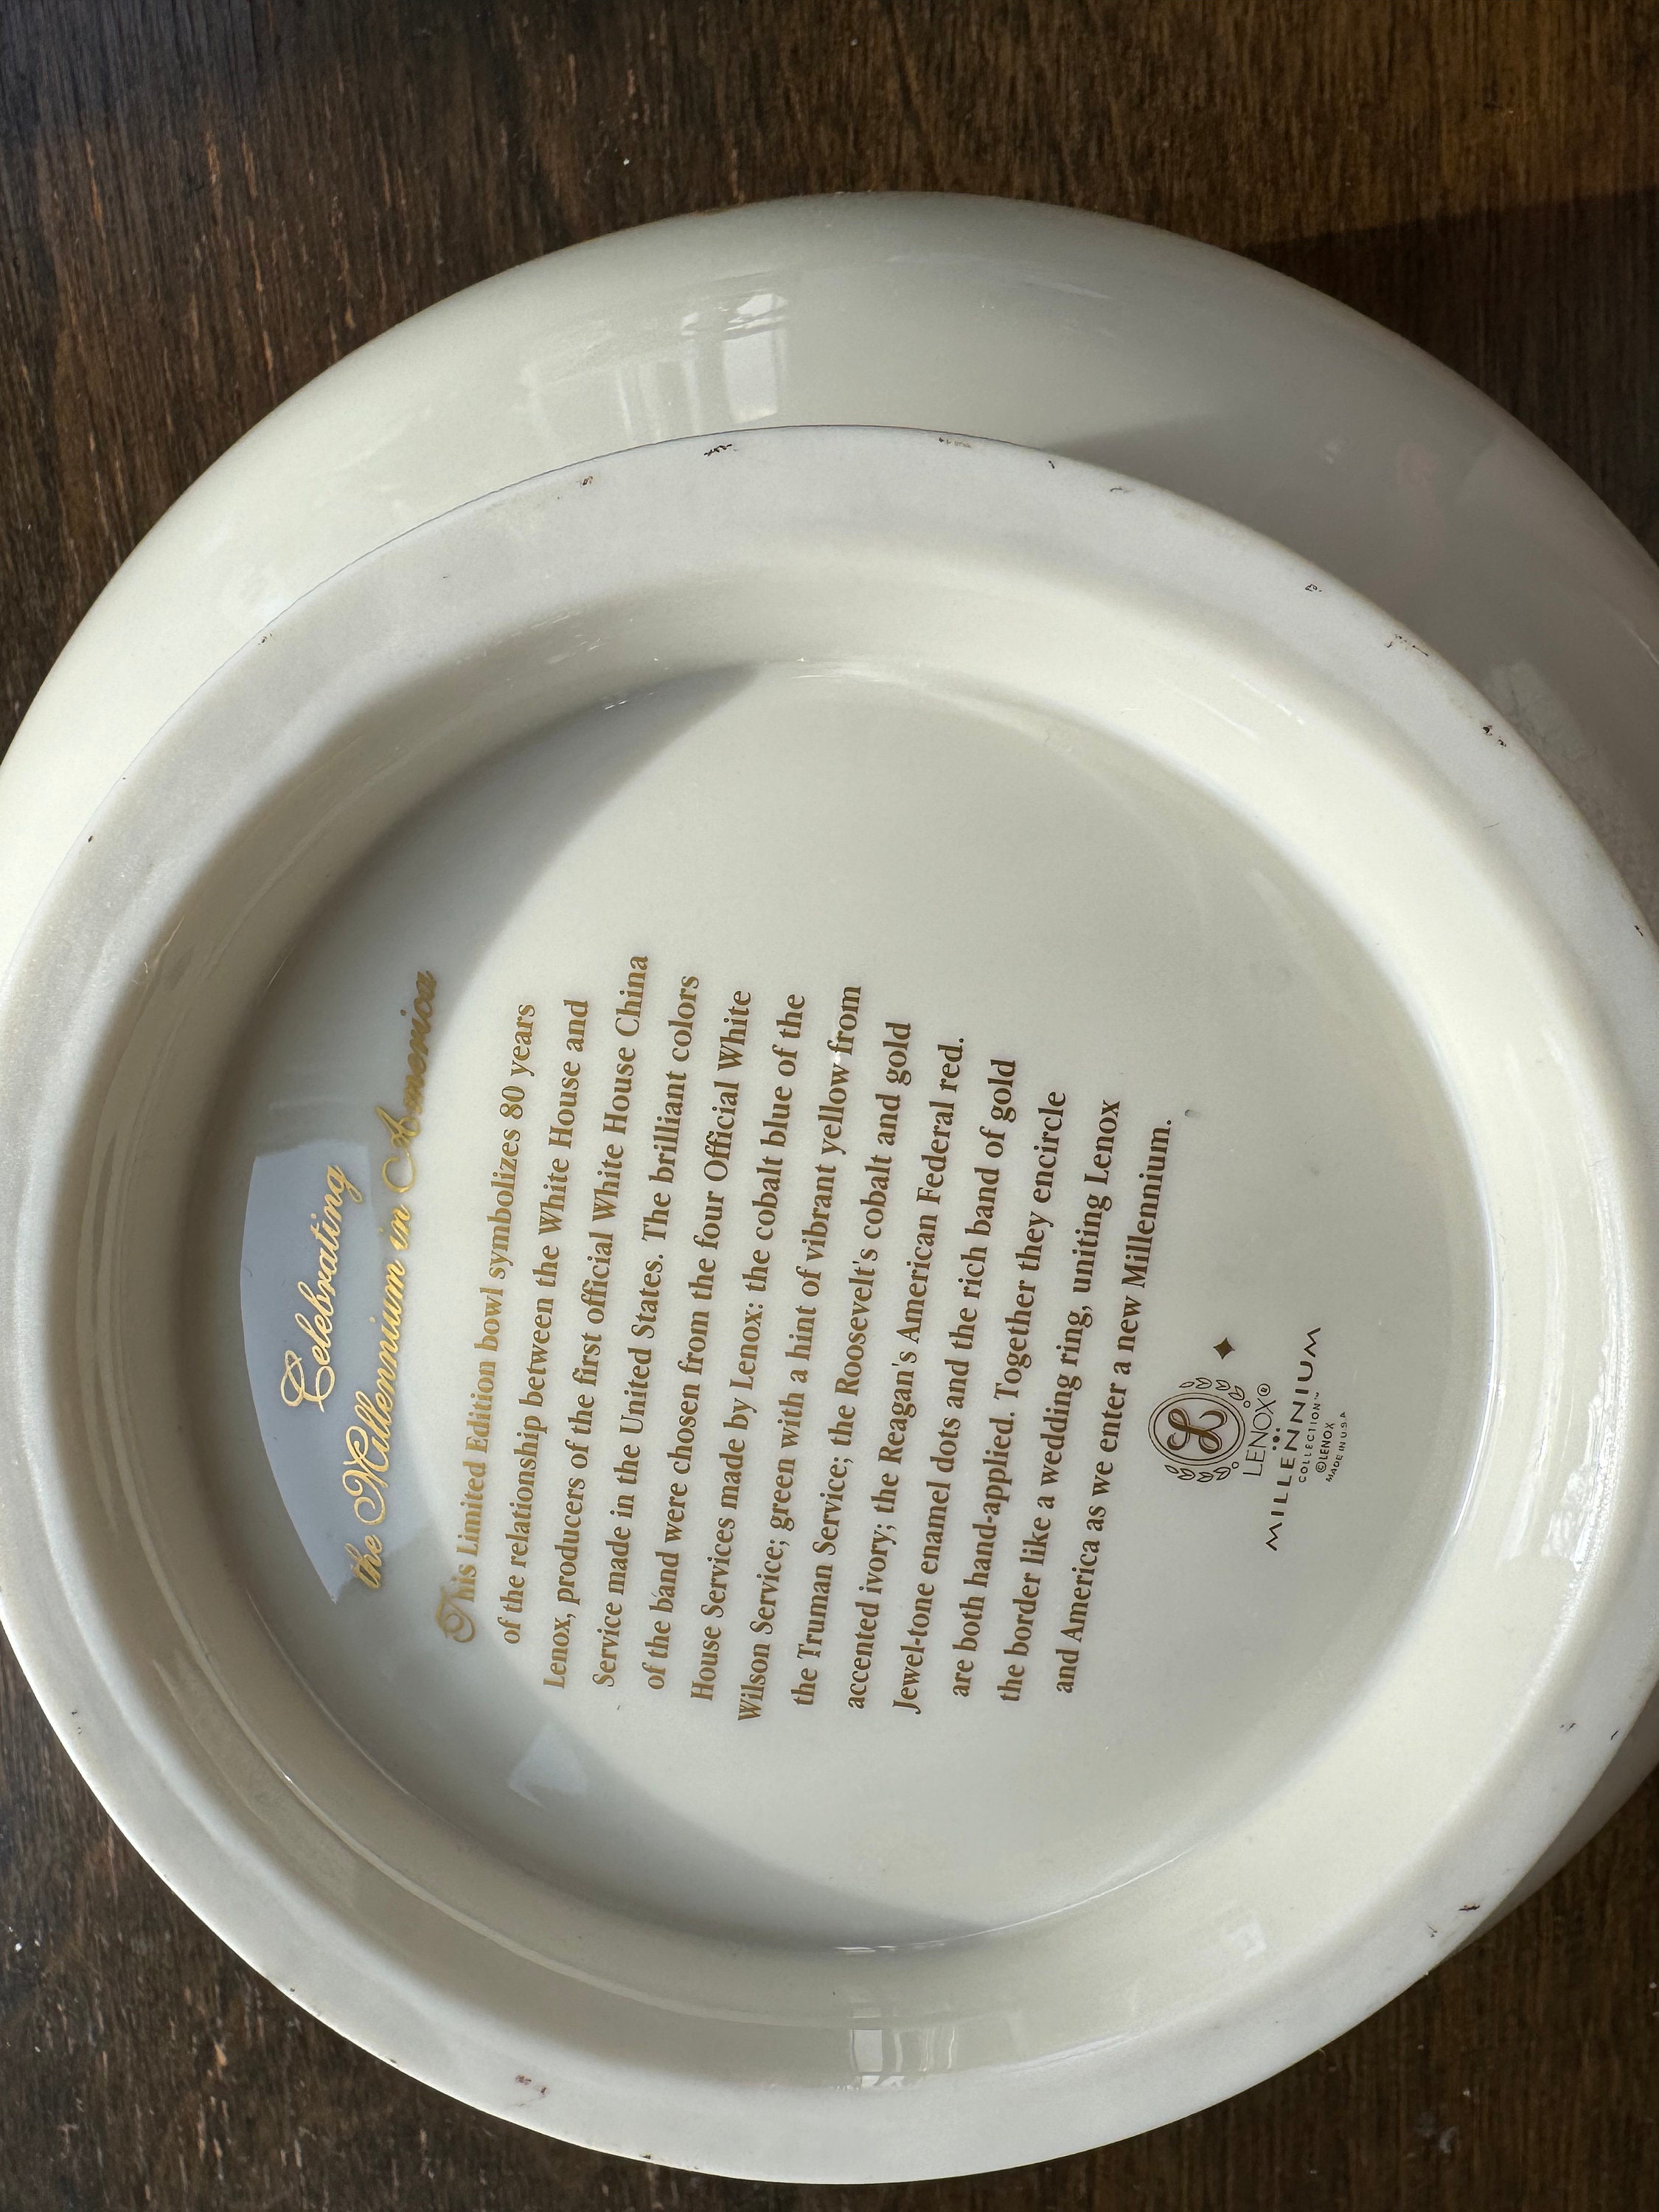 Celebrating
the Millennium in America
This Limited Edition bowl symbolizes 80 years
of the relationship between the White House and
Lenox, producers of the first official White House China
Service made in the United States. The brilliant colors
of the band were chosen from the four Official White
House Services made by Lenox: the cobalt blue of the
Wilson Service; green with a hint of vibrant yellow from
the Truman Service; the Roosevelt's cobalt and gold
accented ivory; the Reagan's American Federal red.
Jewel-tone enamel dots and the rich band of gold
are both hand-applied. Together they encircle
the border like a wedding ring, uniting Lenox
and America as we enter a new Millennium.
L
LENOX®
MILLENNIUM
COLLECTION™
©LENOX
MADE IN U.S.A